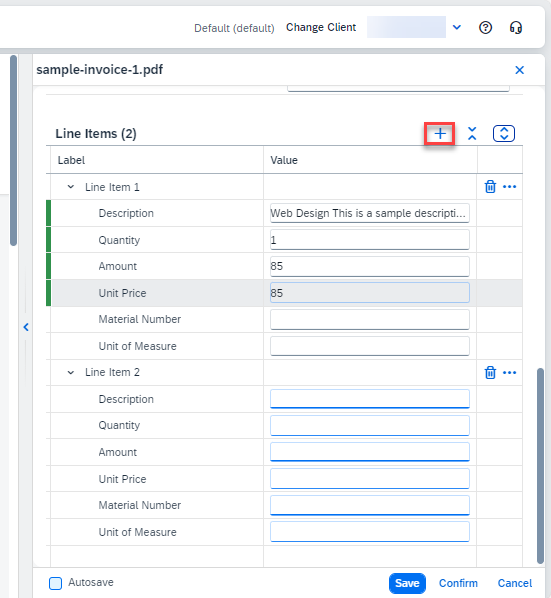 Default (default) Change Client
sample-invoice-1.pdf
Line Items (2)
Label Value
Line Item 1
Description Web Design This is a sample descripti...
Quantity 1
Amount 85
Unit Price 85
Material Number
Unit of Measure
Line Item 2
Description
Quantity
Amount
Unit Price
Material Number
Unit of Measure
Autosave Save Confirm Cancel